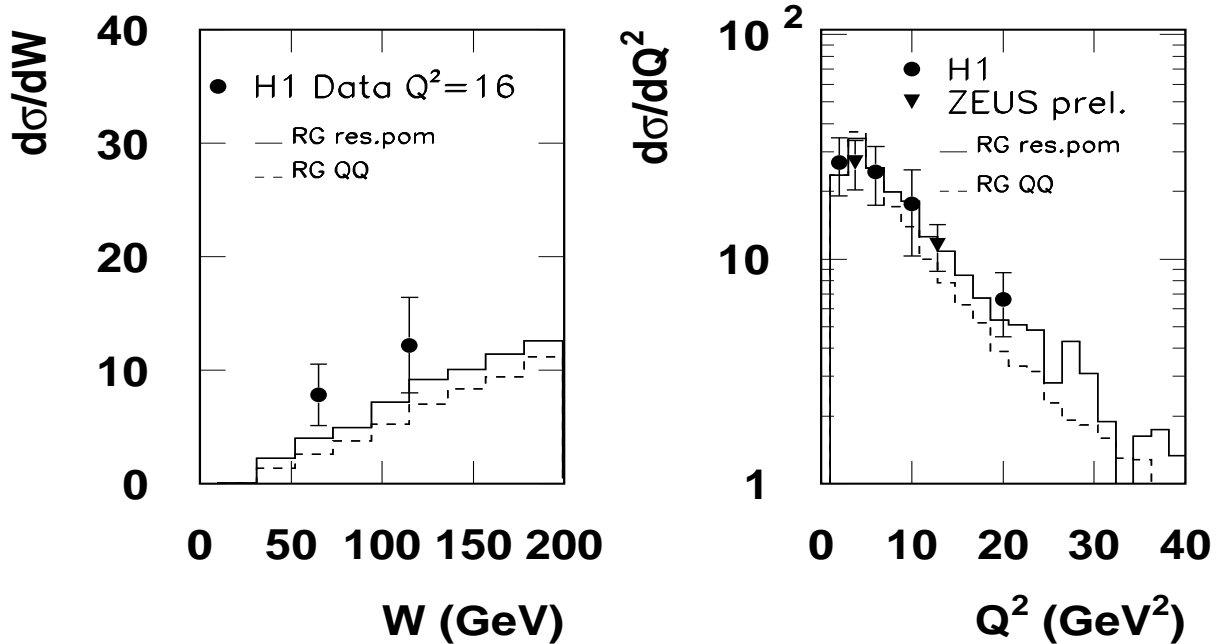 dσ/dW
40
30
20
10
0
H1 Data Q²=16
RG res.pom
RG QQ
0 50 100 150 200
W (GeV)
dσ/dQ²
10²
10
1
H1
ZEUS prel.
RG res.pom
RG QQ
0 10 20 30 40
Q² (GeV²)